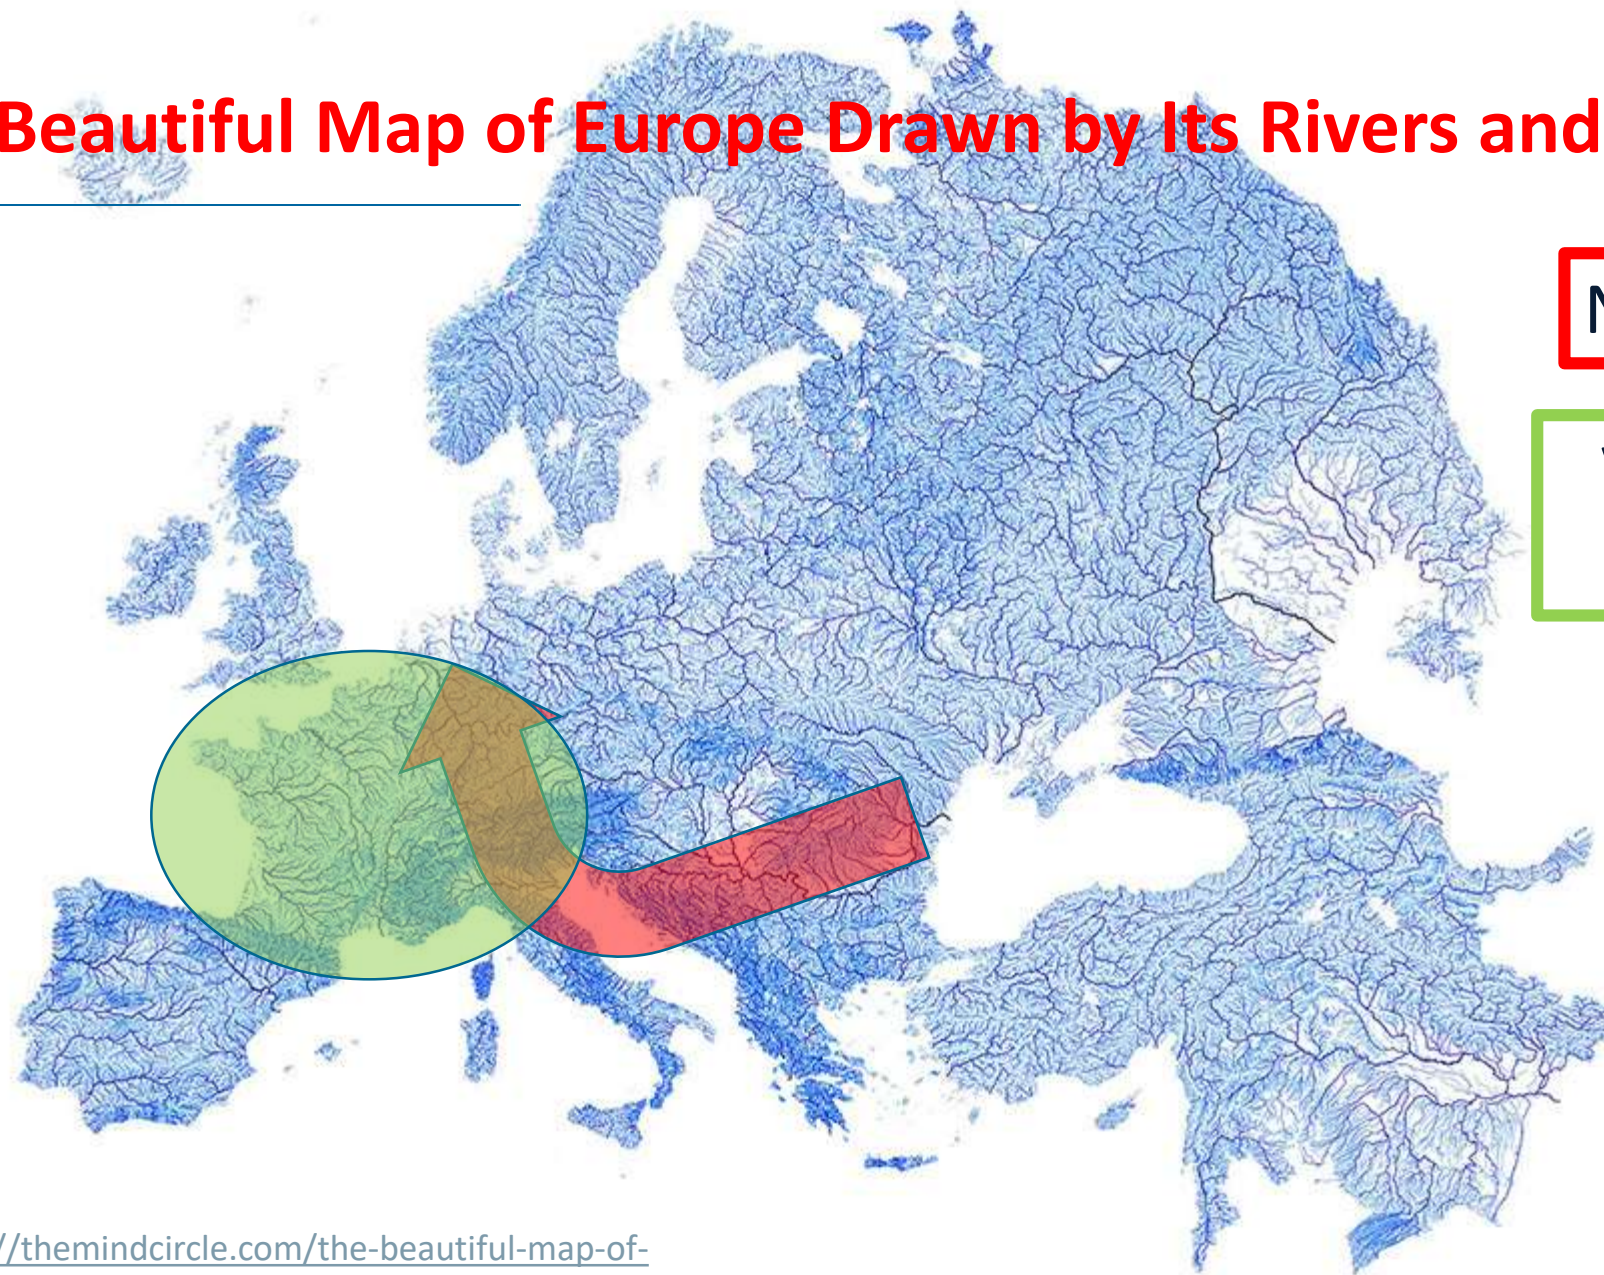 Beautiful Map of Europe Drawn by Its Rivers and
N
//themindcircle.com/the-beautiful-map-of-